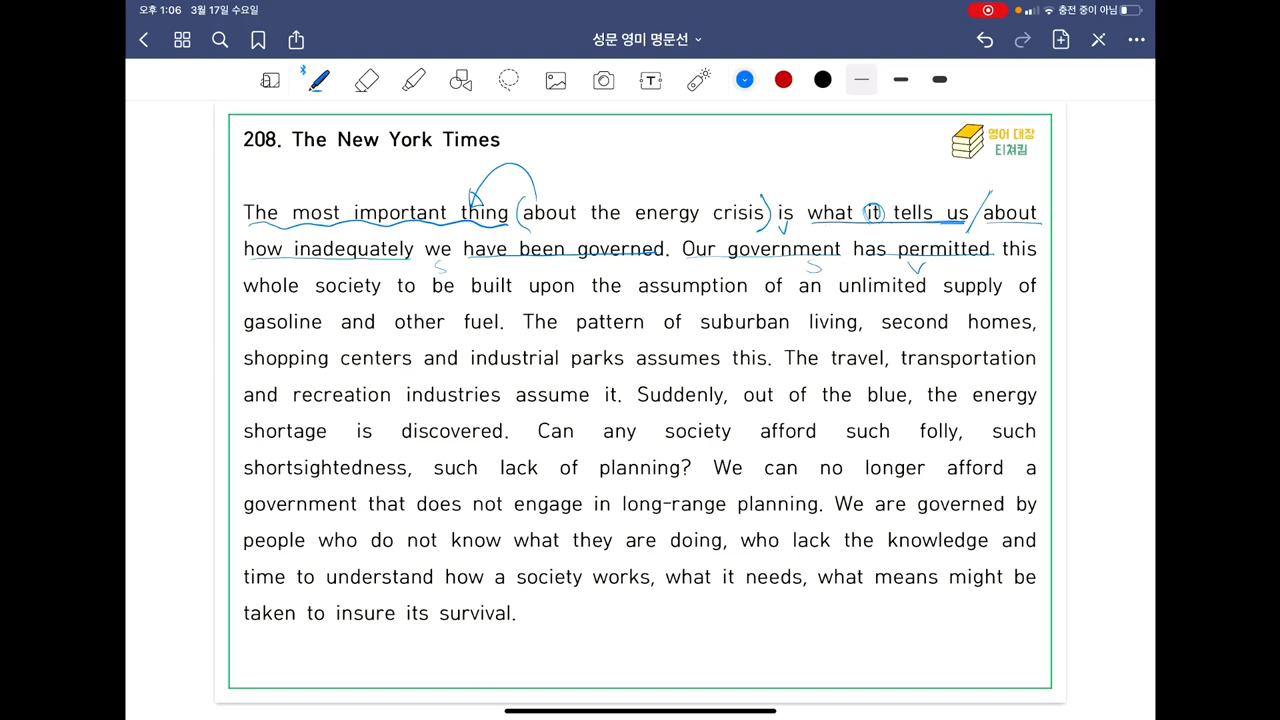 오후 1:06 3월 17일 수요일
충전 중이 아님
성문 영미 명문선
T
208. The New York Times
영어 대장
티쳐킴
The most important thing (about the energy crisis) is what it tells us / about
v
how inadequately we have been governed. Our government has permitted this
s s v
whole society to be built upon the assumption of an unlimited supply of
gasoline and other fuel. The pattern of suburban living, second homes,
shopping centers and industrial parks assumes this. The travel, transportation
and recreation industries assume it. Suddenly, out of the blue, the energy
shortage is discovered. Can any society afford such folly, such
shortsightedness, such lack of planning? We can no longer afford a
government that does not engage in long-range planning. We are governed by
people who do not know what they are doing, who lack the knowledge and
time to understand how a society works, what it needs, what means might be
taken to insure its survival.